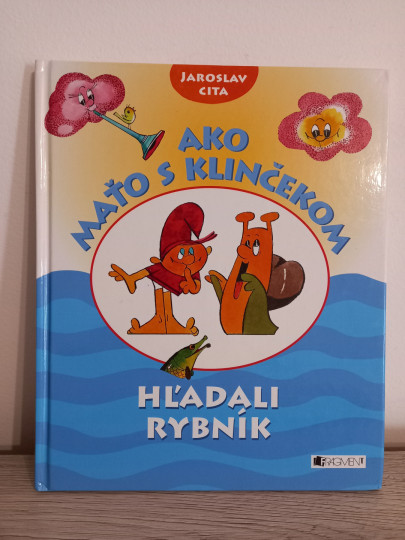 JAROSLAV
CITA
AKO
MAŤO S KLINČEKOM
HĽADALI
RYBNÍK
FRAGMENT